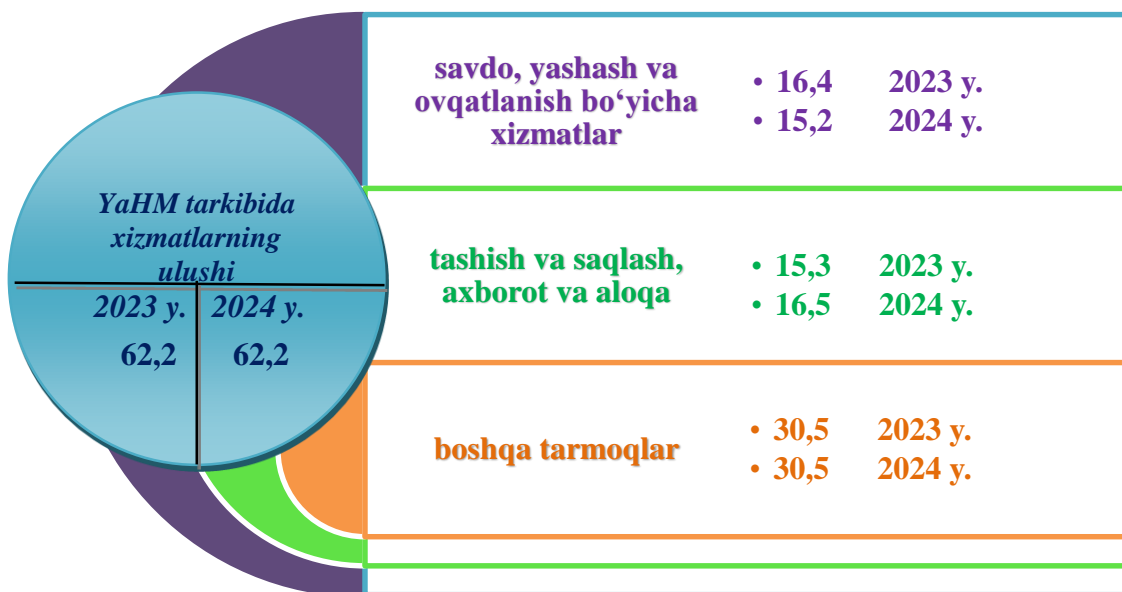 YaHM tarkibida
xizmatlarning
ulushi
2023 y. 2024 y.
62,2 62,2
savdo, yashash va
ovqatlanish bo‘yicha
xizmatlar
• 16,4 2023 y.
• 15,2 2024 y.
tashish va saqlash,
axborot va aloqa
• 15,3 2023 y.
• 16,5 2024 y.
boshqa tarmoqlar
• 30,5 2023 y.
• 30,5 2024 y.